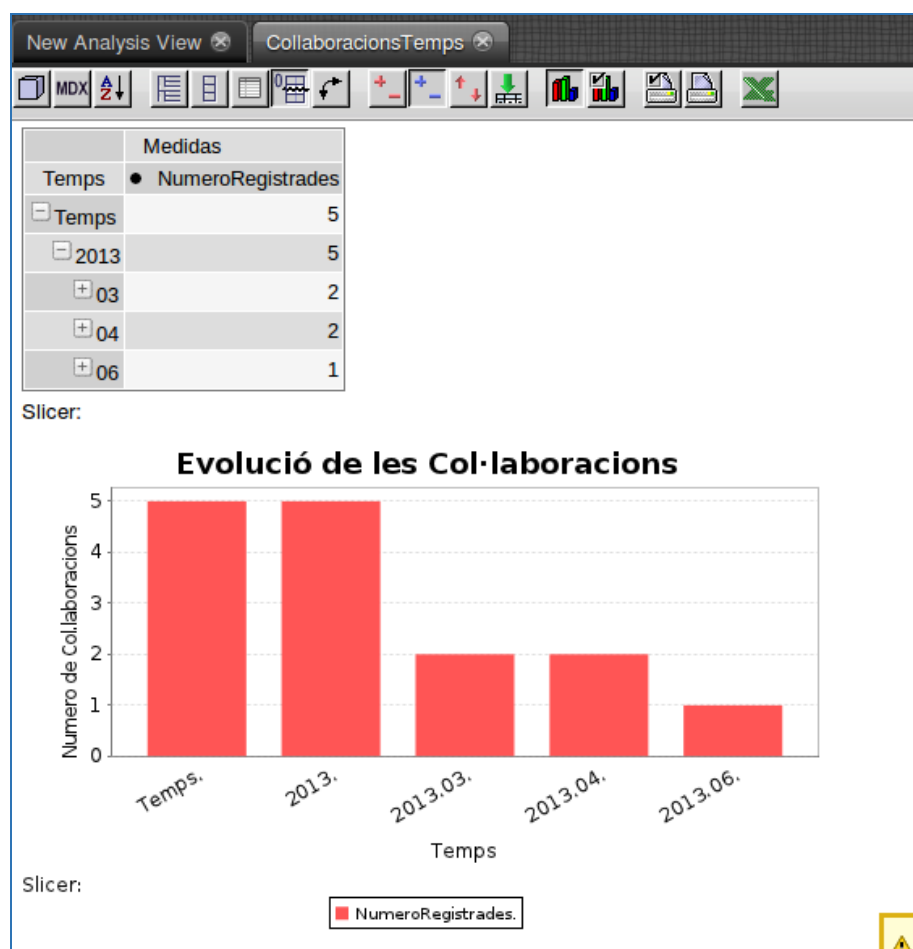 New Analysis View CollaboracionsTemps
MDX
Medidas
Temps NumeroRegistrades
Temps 5
2013 5
03 2
04 2
06 1
Slicer:
Evolució de les Col·laboracions
Numero de Col.laboracions
5
4
3
2
1
0
Temps. 2013. 2013.03. 2013.04. 2013.06.
Temps
Slicer:
NumeroRegistrades.